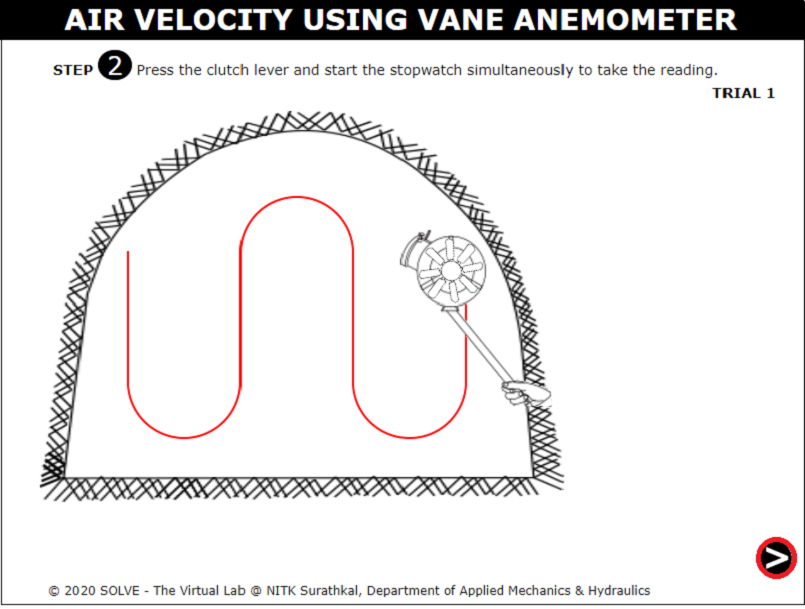 AIR VELOCITY USING VANE ANEMOMETER
STEP 2 Press the clutch lever and start the stopwatch simultaneously to take the reading.
TRIAL 1
>
© 2020 SOLVE - The Virtual Lab @ NITK Surathkal, Department of Applied Mechanics & Hydraulics